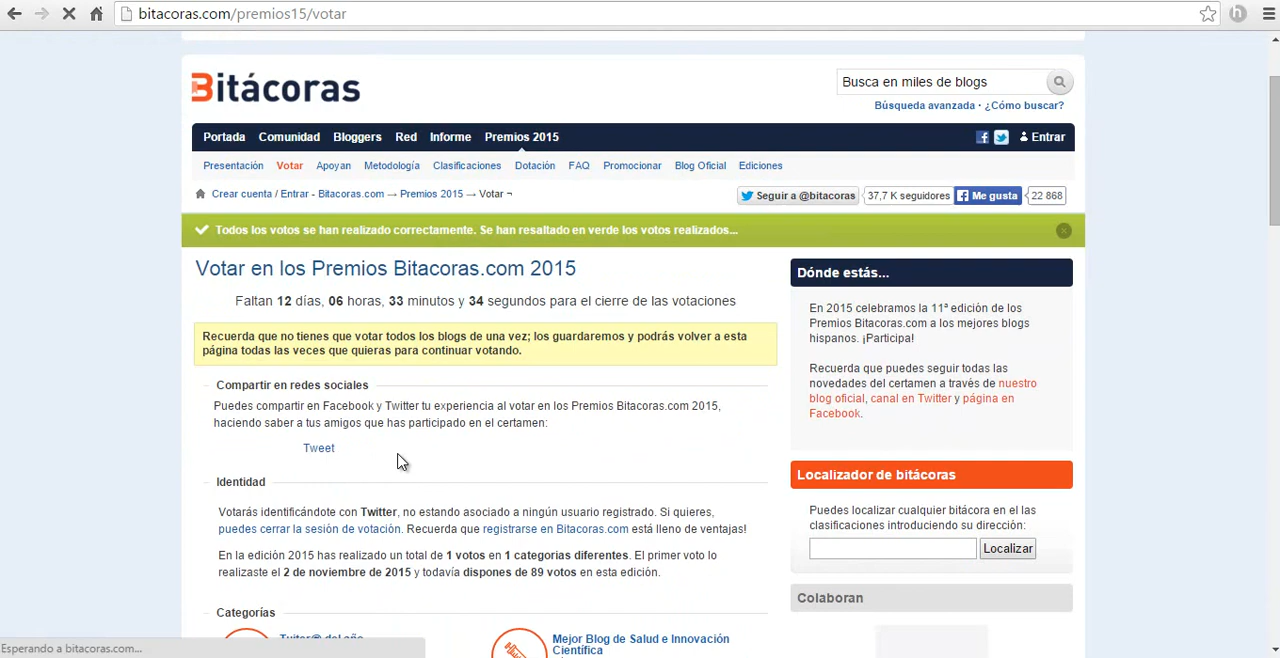 bitacoras.com/premios15/votar
Bitácoras
Busca en miles de blogs
Búsqueda avanzada · ¿Cómo buscar?
Portada Comunidad Bloggers Red Informe Premios 2015 Entrar
Presentación Votar Apoyan Metodología Clasificaciones Dotación FAQ Promocionar Blog Oficial Ediciones
Crear cuenta / Entrar - Bitacoras.com → Premios 2015 → Votar ¬
Seguir a @bitacoras 37,7 K seguidores Me gusta 22 868
Todos los votos se han realizado correctamente. Se han resaltado en verde los votos realizados...
Votar en los Premios Bitacoras.com 2015
Faltan 12 días, 06 horas, 33 minutos y 34 segundos para el cierre de las votaciones
Recuerda que no tienes que votar todos los blogs de una vez; los guardaremos y podrás volver a esta
página todas las veces que quieras para continuar votando.
Compartir en redes sociales
Puedes compartir en Facebook y Twitter tu experiencia al votar en los Premios Bitacoras.com 2015,
haciendo saber a tus amigos que has participado en el certamen:
Tweet
Identidad
Votarás identificándote con Twitter, no estando asociado a ningún usuario registrado. Si quieres,
puedes cerrar la sesión de votación. Recuerda que registrarse en Bitacoras.com está lleno de ventajas!
En la edición 2015 has realizado un total de 1 votos en 1 categorias diferentes. El primer voto lo
realizaste el 2 de noviembre de 2015 y todavía dispones de 89 votos en esta edición.
Categorías
Tuiter@ del año
Mejor Blog de Salud e Innovación
Científica
Dónde estás...
En 2015 celebramos la 11ª edición de los
Premios Bitacoras.com a los mejores blogs
hispanos. ¡Participa!
Recuerda que puedes seguir todas las
novedades del certamen a través de nuestro
blog oficial, canal en Twitter y página en
Facebook.
Localizador de bitácoras
Puedes localizar cualquier bitácora en el las
clasificaciones introduciendo su dirección:
Localizar
Colaboran
Esperando a bitacoras.com...